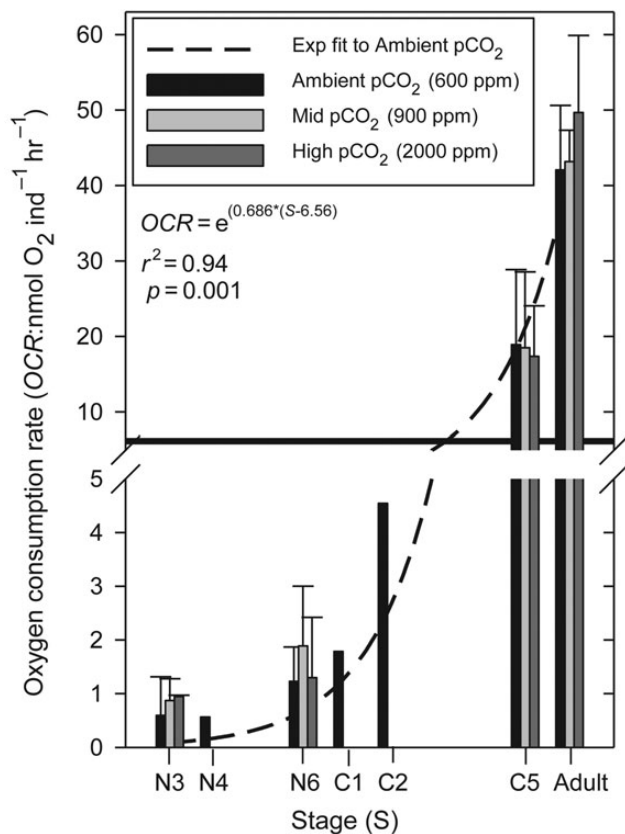 Exp fit to Ambient pCO₂
Ambient pCO₂ (600 ppm)
Mid pCO₂ (900 ppm)
High pCO₂ (2000 ppm)
OCR = e^(0.686*(S-6.56)
r² = 0.94
p = 0.001
Oxygen consumption rate (OCR:nmol O₂ ind⁻¹ hr⁻¹)
60
50
40
30
20
10
5
4
3
2
1
0
N3 N4 N6 C1 C2 C5 Adult
Stage (S)